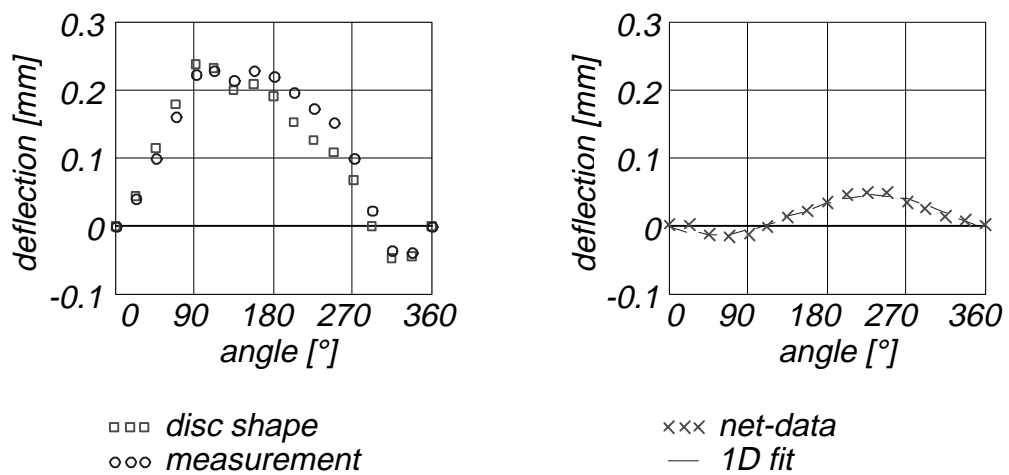 0.3
0.2
0.1
0
-0.1
deflection [mm]
0 90 180 270 360
angle [°]
disc shape
measurement
0.3
0.2
0.1
0
-0.1
deflection [mm]
0 90 180 270 360
angle [°]
net-data
1D fit